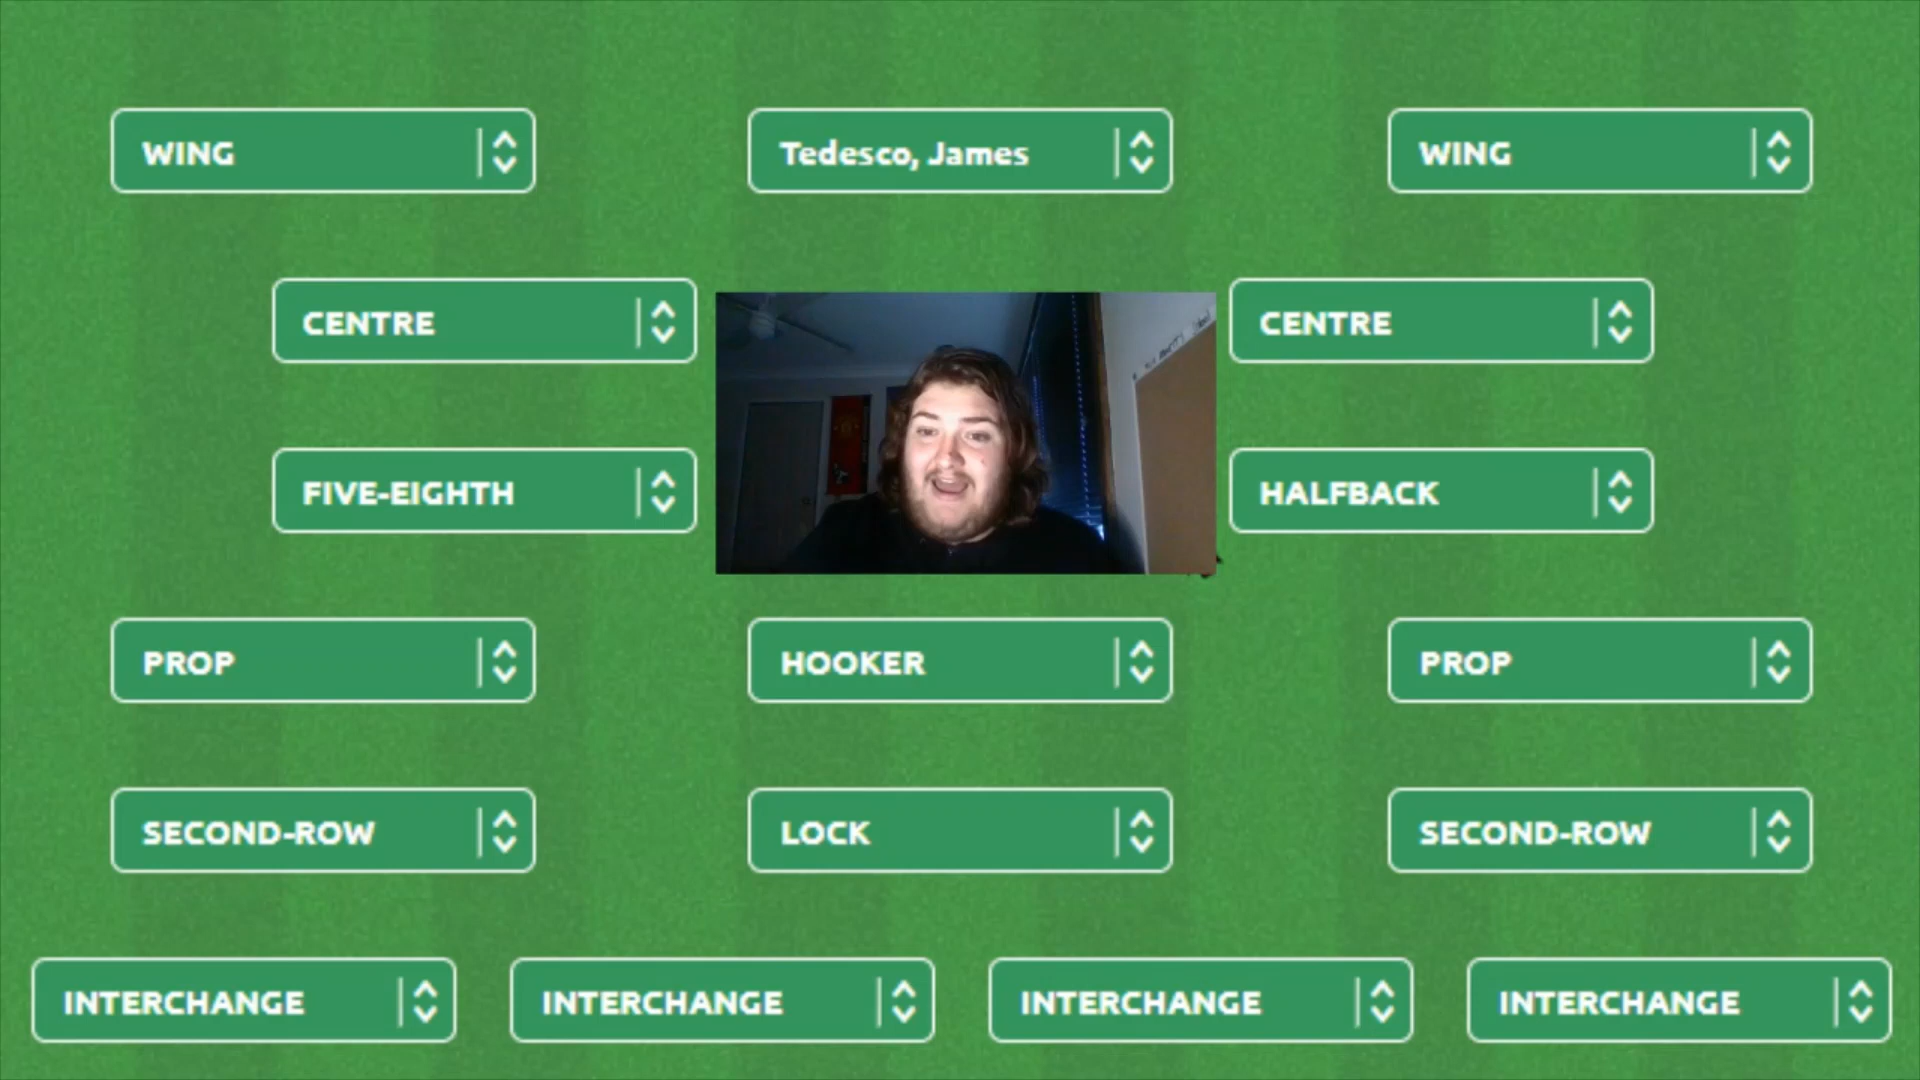 WING
Tedesco, James
WING
CENTRE
CENTRE
FIVE-EIGHTH
HALFBACK
PROP
HOOKER
PROP
SECOND-ROW
LOCK
SECOND-ROW
INTERCHANGE
INTERCHANGE
INTERCHANGE
INTERCHANGE